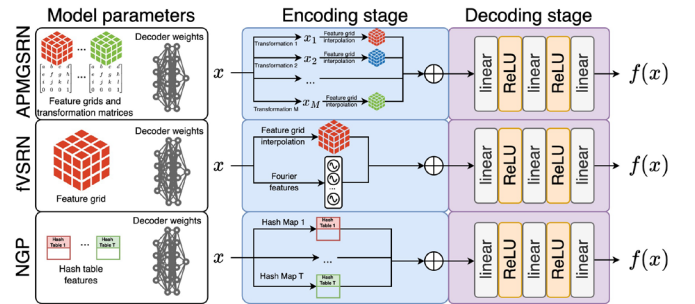 Model parameters
Encoding stage
Decoding stage
APMGSRN
Decoder weights
...
Feature grids and
transformation matrices
x
Transformation 1
x1
Feature grid
interpolation
Transformation 2
x2
Feature grid
interpolation
...
Transformation M
xM
Feature grid
interpolation
linear
ReLU
linear
ReLU
linear
f(x)
fVSRN
Decoder weights
Feature grid
x
Feature grid
interpolation
Fourier
features
...
linear
ReLU
linear
ReLU
linear
f(x)
NGP
Decoder weights
Hash
Table 1
...
Hash
Table T
Hash table
features
x
Hash Map 1
Hash
Table 1
...
Hash Map T
Hash
Table T
linear
ReLU
linear
ReLU
linear
f(x)